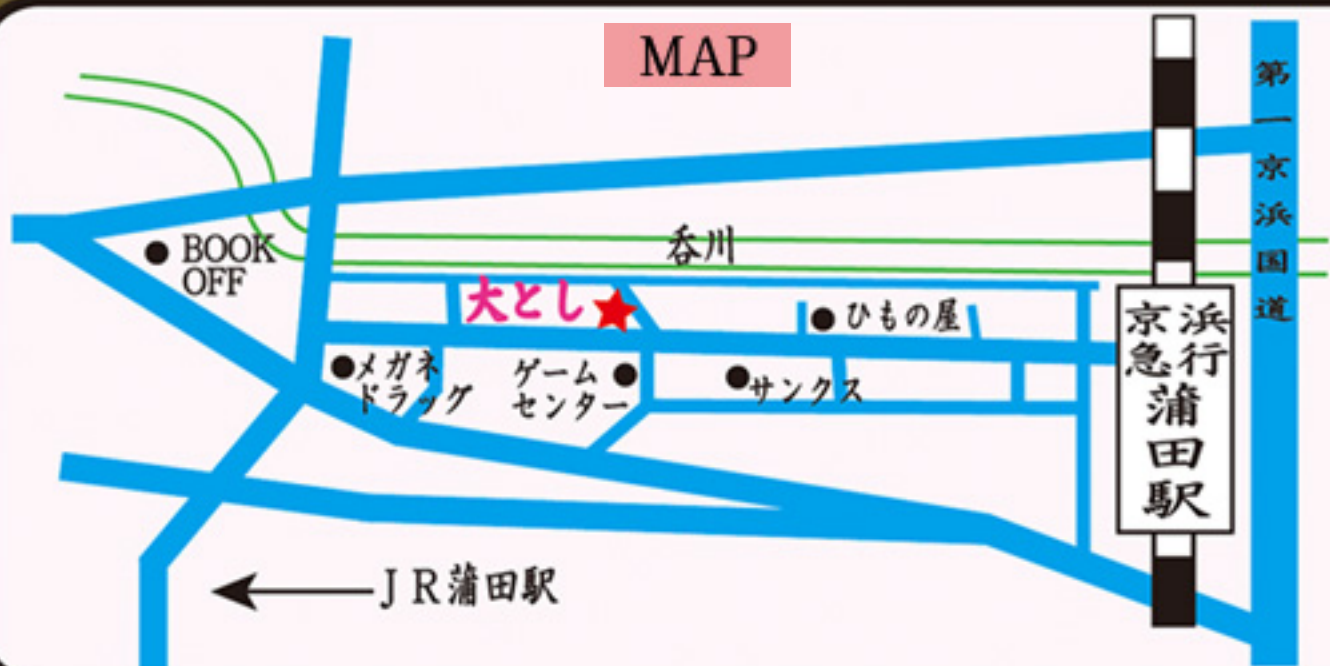 MAP
第一京浜国道
BOOK
OFF
呑川
大とし
ひもの屋
メガネ
ドラッグ
ゲーム
センター
サンクス
京浜
急行
蒲田駅
JR蒲田駅